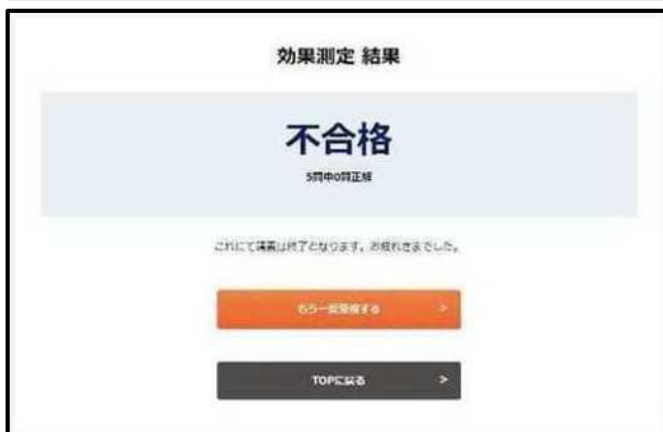 効果測定 結果
不合格
5問中0問正解
これにて講義は終了となります。お疲れさまでした。
もう一度受検する >
TOPに戻る >